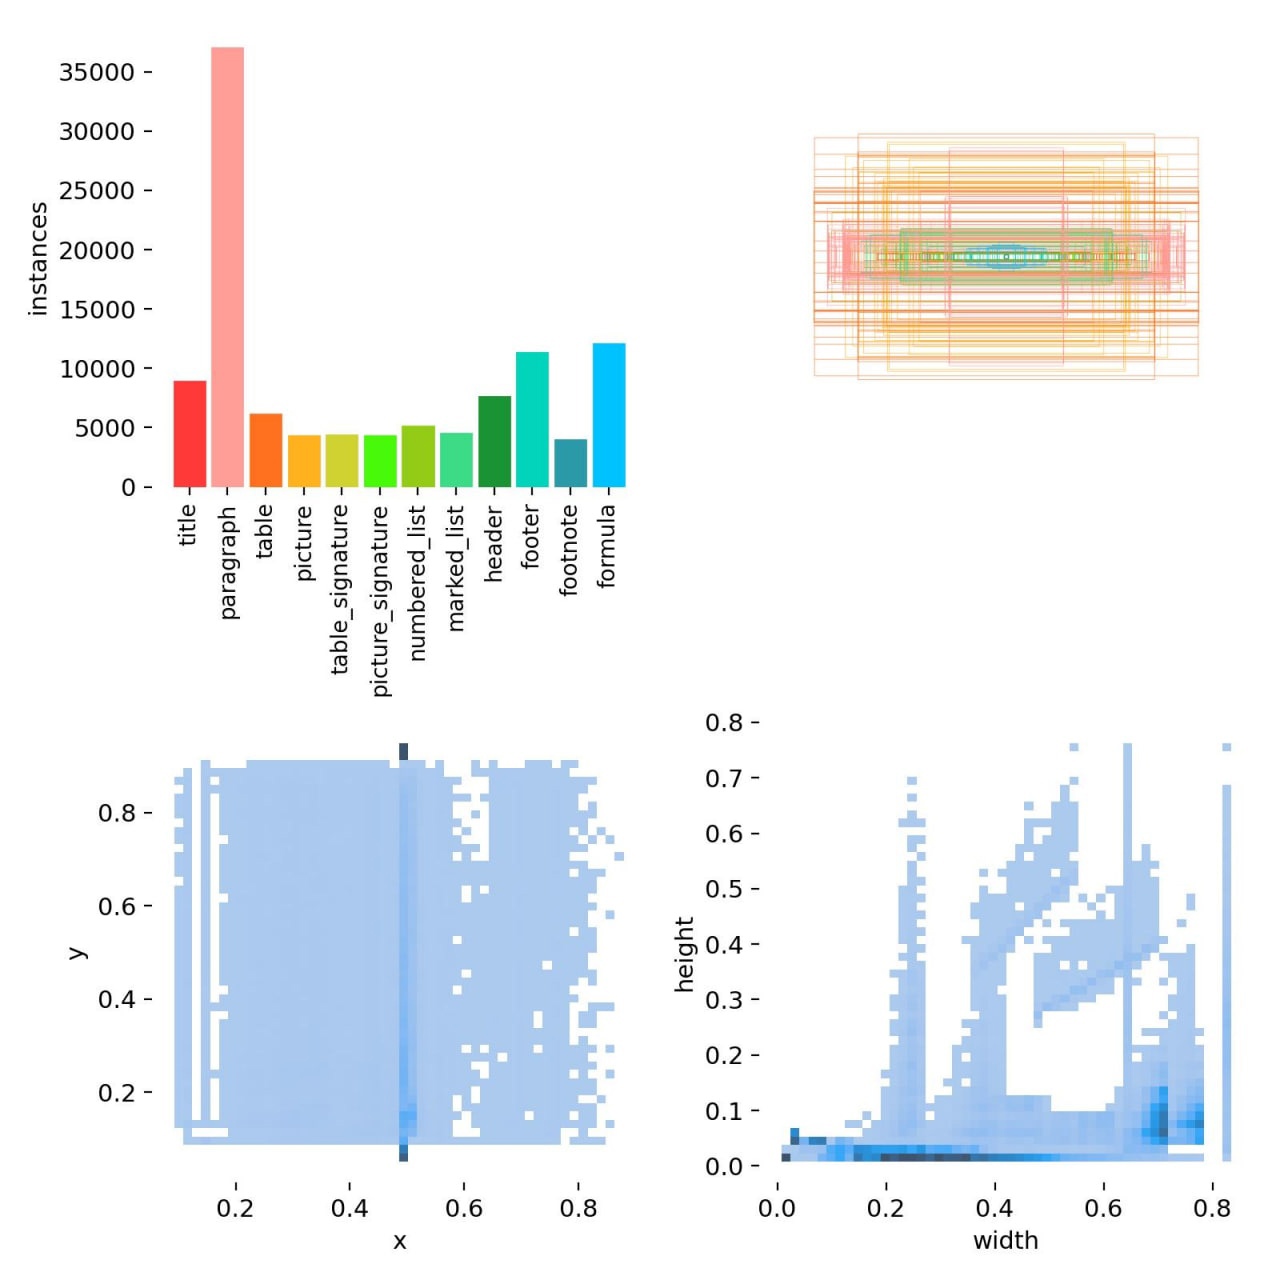 35000
30000
25000
20000
15000
10000
5000
0
instances
title
paragraph
table
picture
table_signature
picture_signature
numbered_list
marked_list
header
footer
footnote
formula
0.8
0.6
0.4
0.2
y
0.2 0.4 0.6 0.8
x
0.8
0.7
0.6
0.5
0.4
0.3
0.2
0.1
0.0
height
0.0 0.2 0.4 0.6 0.8
width